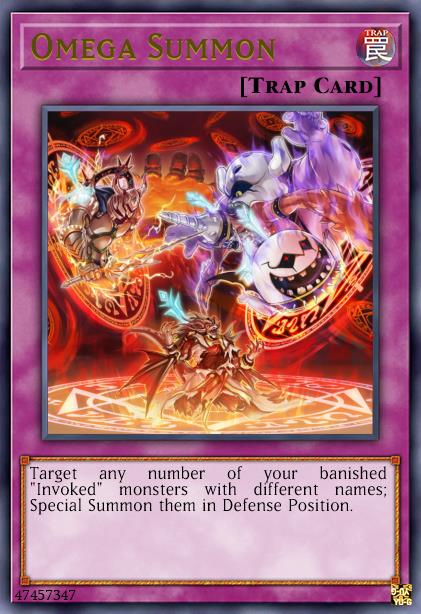 Omega Summon
TRAP
罠
[Trap Card]
Target any number of your banished
"Invoked" monsters with different names;
Special Summon them in Defense Position.
47457347